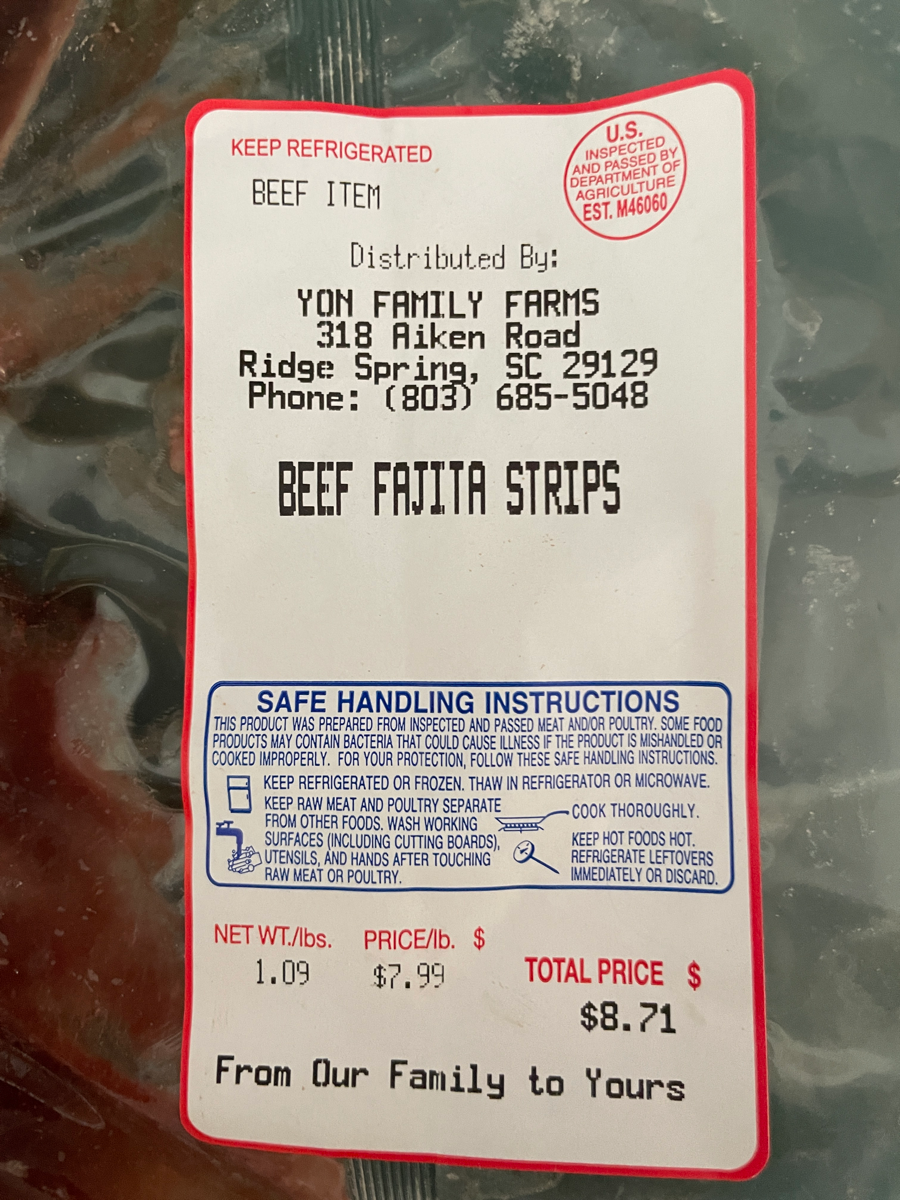 KEEP REFRIGERATED
BEEF ITEM
U.S.
INSPECTED
AND PASSED BY
DEPARTMENT OF
AGRICULTURE
EST. M46060
Distributed By:
YON FAMILY FARMS
318 Aiken Road
Ridge Spring, SC 29129
Phone: (803) 685-5048
BEEF FAJITA STRIPS
SAFE HANDLING INSTRUCTIONS
THIS PRODUCT WAS PREPARED FROM INSPECTED AND PASSED MEAT AND/OR POULTRY. SOME FOOD
PRODUCTS MAY CONTAIN BACTERIA THAT COULD CAUSE ILLNESS IF THE PRODUCT IS MISHANDLED OR
COOKED IMPROPERLY. FOR YOUR PROTECTION, FOLLOW THESE SAFE HANDLING INSTRUCTIONS.
KEEP REFRIGERATED OR FROZEN. THAW IN REFRIGERATOR OR MICROWAVE.
KEEP RAW MEAT AND POULTRY SEPARATE
FROM OTHER FOODS. WASH WORKING
SURFACES (INCLUDING CUTTING BOARDS),
UTENSILS, AND HANDS AFTER TOUCHING
RAW MEAT OR POULTRY.
COOK THOROUGHLY.
KEEP HOT FOODS HOT.
REFRIGERATE LEFTOVERS
IMMEDIATELY OR DISCARD.
NET WT./lbs. PRICE/lb. $
1.09 $7.99
TOTAL PRICE $
$8.71
From Our Family to Yours